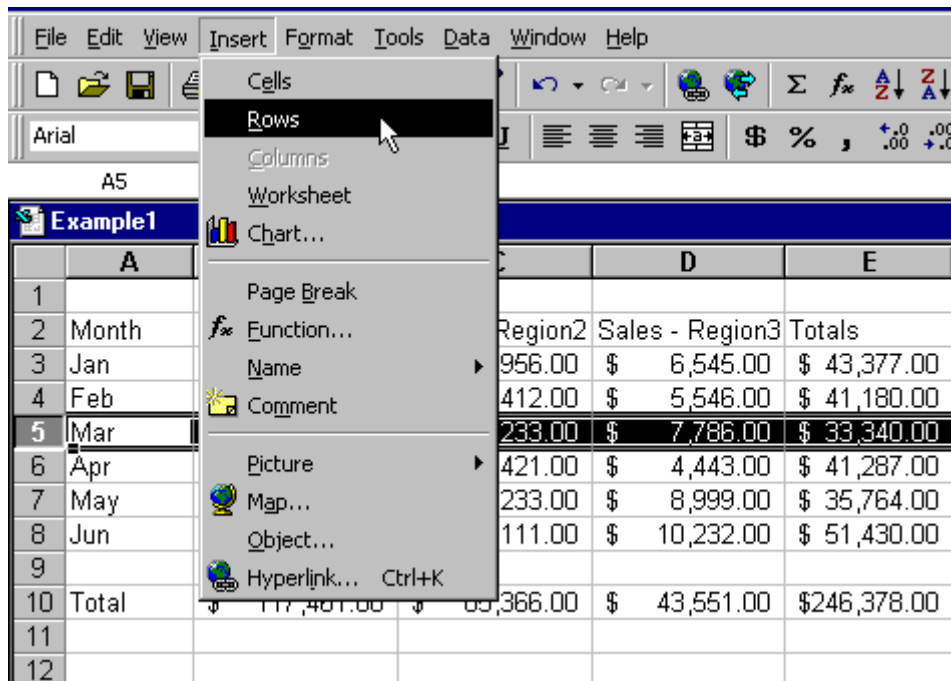 File Edit View Insert Format Tools Data Window Help
Arial
$ % ,
A5
Example1
Cells
Rows
Columns
Worksheet
Chart...
Page Break
Function...
Name
Comment
Picture
Map...
Object...
Hyperlink... Ctrl+K
A D E
1
2 Month Region2 Sales - Region3 Totals
3 Jan 956.00 $ 6,545.00 $ 43,377.00
4 Feb 412.00 $ 5,546.00 $ 41,180.00
5 Mar 233.00 $ 7,786.00 $ 33,340.00
6 Apr 421.00 $ 4,443.00 $ 41,287.00
7 May 233.00 $ 8,999.00 $ 35,764.00
8 Jun 111.00 $ 10,232.00 $ 51,430.00
9
10 Total ,366.00 $ 43,551.00 $246,378.00
11
12